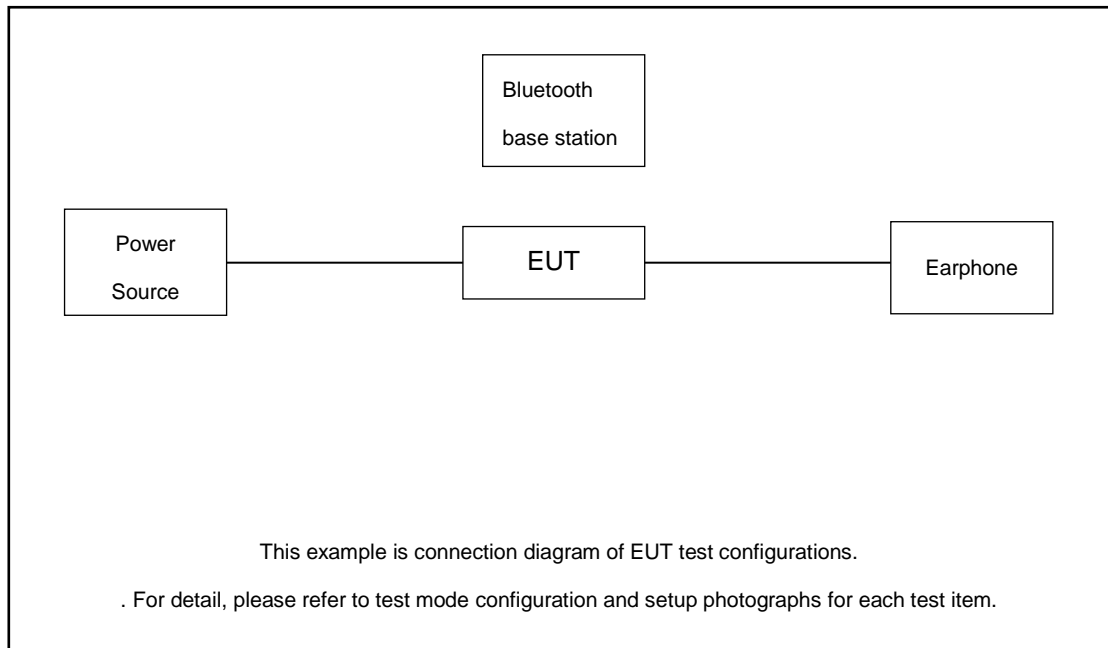 Bluetooth
base station
Power
Source
EUT
Earphone
This example is connection diagram of EUT test configurations.
. For detail, please refer to test mode configuration and setup photographs for each test item.